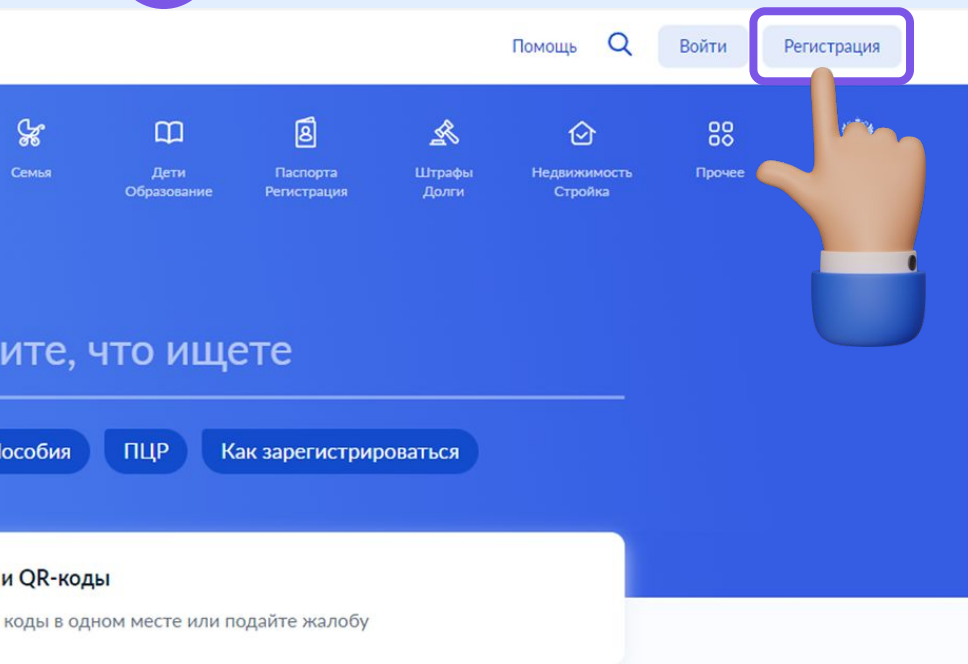 Помощь
Войти
Регистрация
Семья
Дети
Образование
Паспорта
Регистрация
Штрафы
Долги
Недвижимость
Стройка
Прочее
ите, что ищете
особия
ПЦР
Как зарегистрироваться
и QR-коды
коды в одном месте или подайте жалобу